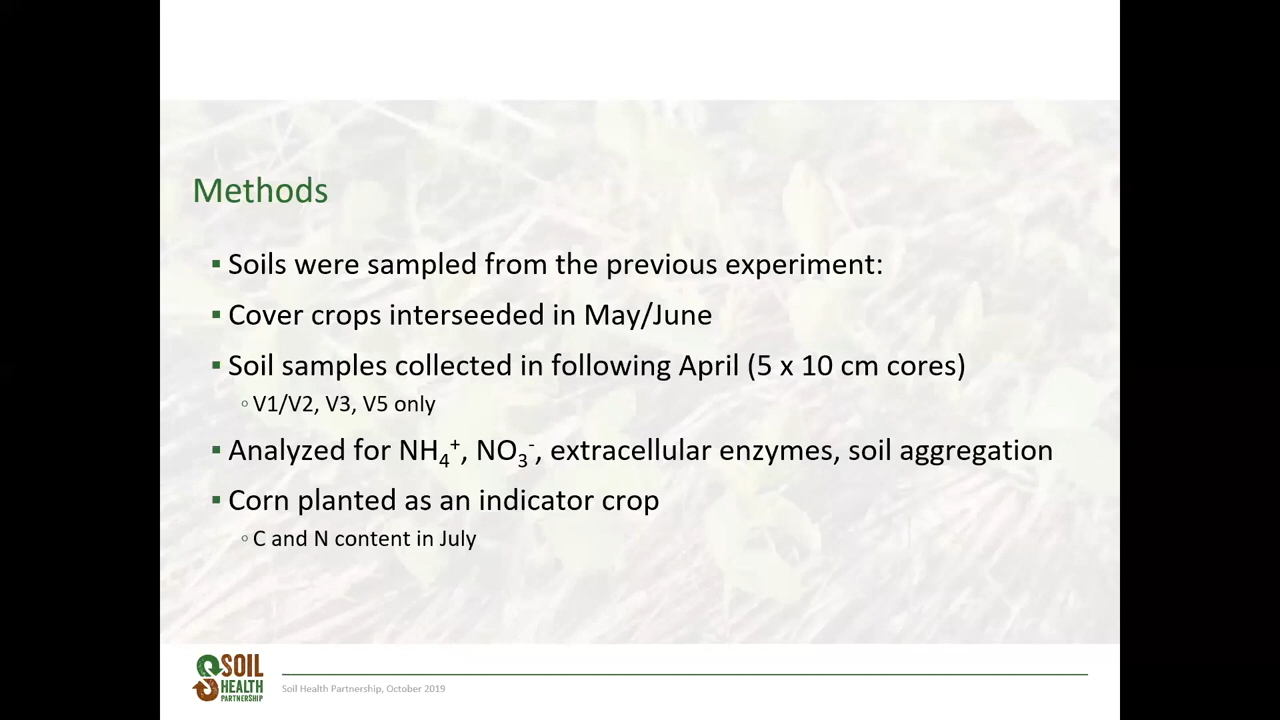 Methods
▪ Soils were sampled from the previous experiment:
▪ Cover crops interseeded in May/June
▪ Soil samples collected in following April (5 x 10 cm cores)
◦ V1/V2, V3, V5 only
▪ Analyzed for NH₄⁺, NO₃⁻, extracellular enzymes, soil aggregation
▪ Corn planted as an indicator crop
◦ C and N content in July
SOIL
HEALTH
PARTNERSHIP
Soil Health Partnership, October 2019